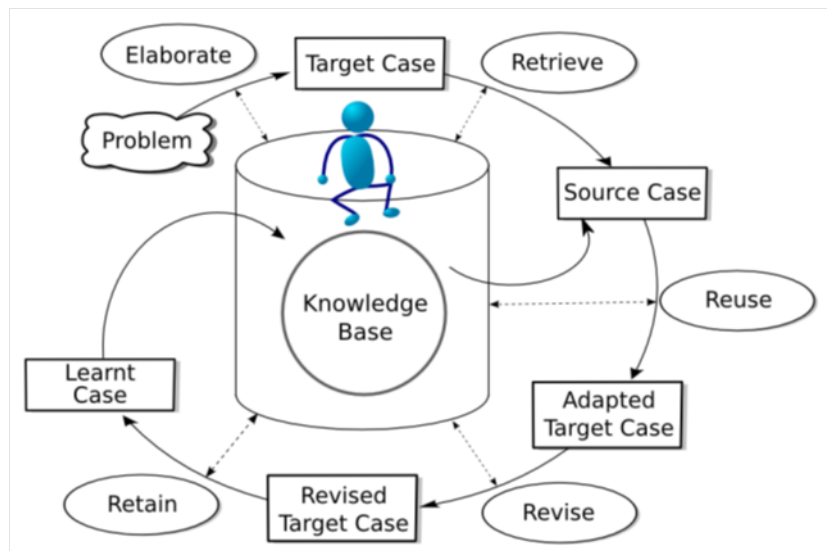 Elaborate
Target Case
Retrieve
Problem
Source Case
Knowledge
Base
Reuse
Learnt
Case
Adapted
Target Case
Retain
Revised
Target Case
Revise